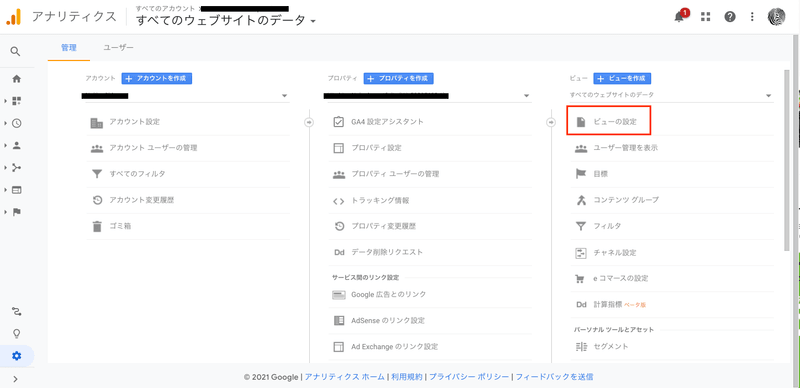 アナリティクス
すべてのアカウント >
すべてのウェブサイトのデータ
1
管理
ユーザー
アカウント
+ アカウントを作成
アカウント設定
アカウント ユーザーの管理
すべてのフィルタ
アカウント変更履歴
ゴミ箱
プロパティ
+ プロパティを作成
GA4 設定アシスタント
プロパティ設定
プロパティ ユーザーの管理
<> トラッキング情報
プロパティ変更履歴
Dd データ削除リクエスト
サービス間のリンク設定
Google 広告とのリンク
AdSense のリンク設定
Ad Exchange のリンク設定
ビュー
+ ビューを作成
すべてのウェブサイトのデータ
ビューの設定
ユーザー管理を表示
目標
コンテンツ グループ
フィルタ
チャネル設定
e コマースの設定
Dd 計算指標 ベータ版
パーソナル ツールとアセット
セグメント
© 2021 Google | アナリティクス ホーム | 利用規約 | プライバシー ポリシー | フィードバックを送信